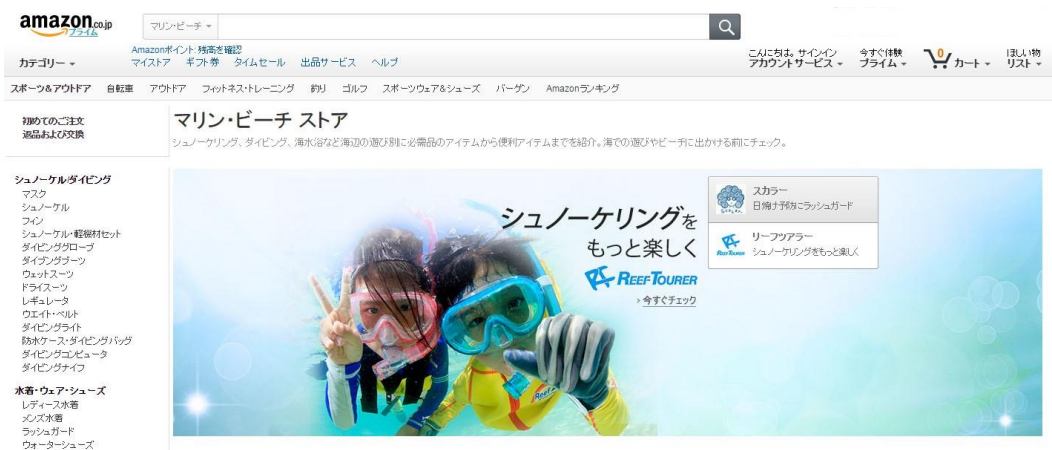 amazon.co.jp
プライム
マリン・ビーチ
Amazonポイント: 残高を確認
カテゴリー
マイストア ギフト券 タイムセール 出品サービス ヘルプ
こんにちは。サインイン
アカウントサービス
今すぐ体験
プライム
0
カート
ほしい物
リスト
スポーツ&アウトドア 自転車 アウトドア フィットネス・トレーニング 釣り ゴルフ スポーツウェア&シューズ バーゲン Amazonランキング
初めてのご注文
返品および交換
マリン・ビーチ ストア
シュノーケリング、ダイビング、海水浴など海辺の遊び別に必需品のアイテムから便利アイテムまでを紹介。海での遊びやビーチに出かける前にチェック。
シュノーケル/ダイビング
マスク
シュノーケル
フィン
シュノーケル・軽器材セット
ダイビンググローブ
ダイブングブーツ
ウェットスーツ
ドライスーツ
レギュレータ
ウエイト・ベルト
ダイビングライト
防水ケース・ダイビングバッグ
ダイビングコンピュータ
ダイビングナイフ
水着・ウェア・シューズ
レディース水着
メンズ水着
ラッシュガード
ウォーターシューズ
シュノーケリングを
もっと楽しく
REEF TOURER
›今すぐチェック
スカラー
日焼け予防にラッシュガード
リーフツアラー
シュノーケリングをもっと楽しく
ReefTourer